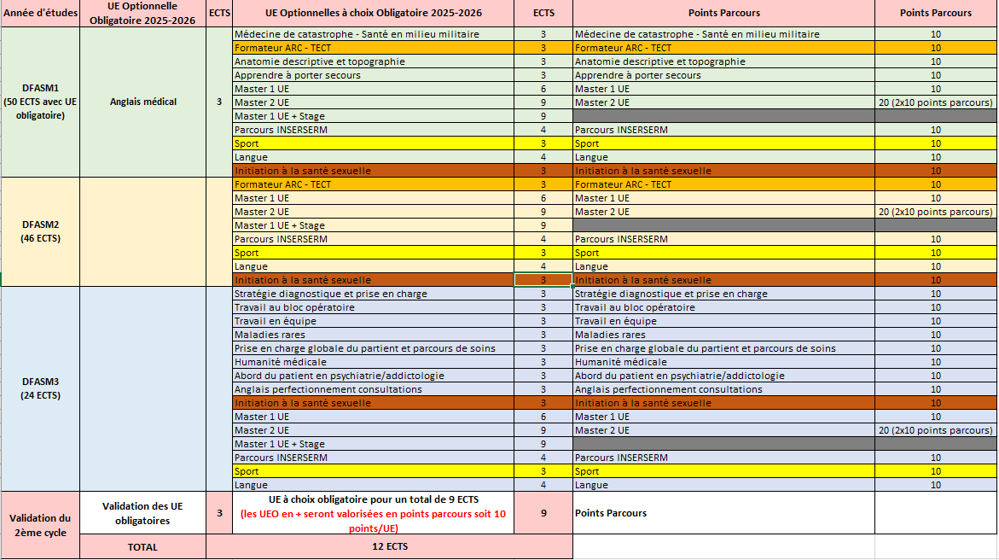 Année d'études | UE Optionnelle Obligatoire 2025-2026 | ECTS | UE Optionnelles à choix Obligatoire 2025-2026 | ECTS | Points Parcours | Points Parcours
DFASM1 (50 ECTS avec UE obligatoire) | Anglais médical | 3
Médecine de catastrophe - Santé en milieu militaire | 3 | Médecine de catastrophe - Santé en milieu militaire | 10
Formateur ARC - TECT | 3 | Formateur ARC - TECT | 10
Anatomie descriptive et topographie | 3 | Anatomie descriptive et topographie | 10
Apprendre à porter secours | 3 | Apprendre à porter secours | 10
Master 1 UE | 6 | Master 1 UE | 10
Master 2 UE | 9 | Master 2 UE | 20 (2x10 points parcours)
Master 1 UE + Stage | 9
Parcours INSERSERM | 4 | Parcours INSERSERM | 10
Sport | 3 | Sport | 10
Langue | 4 | Langue | 10
Initiation à la santé sexuelle | 3 | Initiation à la santé sexuelle | 10
DFASM2 (46 ECTS)
Formateur ARC - TECT | 3 | Formateur ARC - TECT | 10
Master 1 UE | 6 | Master 1 UE | 10
Master 2 UE | 9 | Master 2 UE | 20 (2x10 points parcours)
Master 1 UE + Stage | 9
Parcours INSERSERM | 4 | Parcours INSERSERM | 10
Sport | 3 | Sport | 10
Langue | 4 | Langue | 10
Initiation à la santé sexuelle | 3 | Initiation à la santé sexuelle | 10
DFASM3 (24 ECTS)
Stratégie diagnostique et prise en charge | 3 | Stratégie diagnostique et prise en charge | 10
Travail au bloc opératoire | 3 | Travail au bloc opératoire | 10
Travail en équipe | 3 | Travail en équipe | 10
Maladies rares | 3 | Maladies rares | 10
Prise en charge globale du partient et parcours de soins | 3 | Prise en charge globale du partient et parcours de soins | 10
Humanité médicale | 3 | Humanité médicale | 10
Abord du patient en psychiatrie/addictologie | 3 | Abord du patient en psychiatrie/addictologie | 10
Anglais perfectionnement consultations | 3 | Anglais perfectionnement consultations | 10
Initiation à la santé sexuelle | 3 | Initiation à la santé sexuelle | 10
Master 1 UE | 6 | Master 1 UE | 10
Master 2 UE | 9 | Master 2 UE | 20 (2x10 points parcours)
Master 1 UE + Stage | 9
Parcours INSERSERM | 4 | Parcours INSERSERM | 10
Sport | 3 | Sport | 10
Langue | 4 | Langue | 10
Validation du 2ème cycle | Validation des UE obligatoires | 3 | UE à choix obligatoire pour un total de 9 ECTS (les UEO en + seront valorisées en points parcours soit 10 points/UE) | 9 | Points Parcours
TOTAL | 12 ECTS